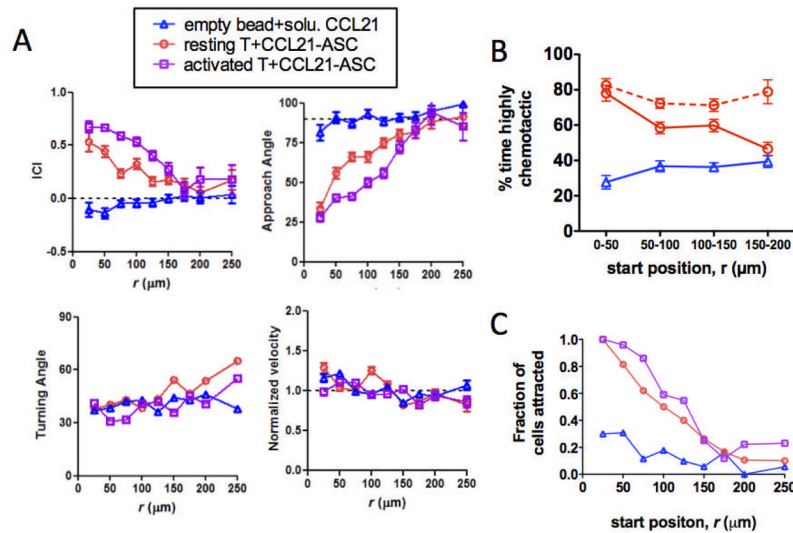 A
empty bead+solu. CCL21
resting T+CCL21-ASC
activated T+CCL21-ASC
ICI
1.0
0.5
0.0
-0.5
0 50 100 150 200 250
r (μm)
Approach Angle
100
75
50
25
0
0 50 100 150 200 250
Turning Angle
90
60
30
0
0 50 100 150 200 250
r (μm)
Normalized velocity
2.0
1.5
1.0
0.5
0.0
0 50 100 150 200 250
r (μm)
B
% time highly
chemotactic
100
80
60
40
20
0
0-50 50-100 100-150 150-200
start position, r (μm)
C
Fraction of
cells attracted
1.0
0.8
0.6
0.4
0.2
0.0
0 50 100 150 200 250
start positon, r (μm)